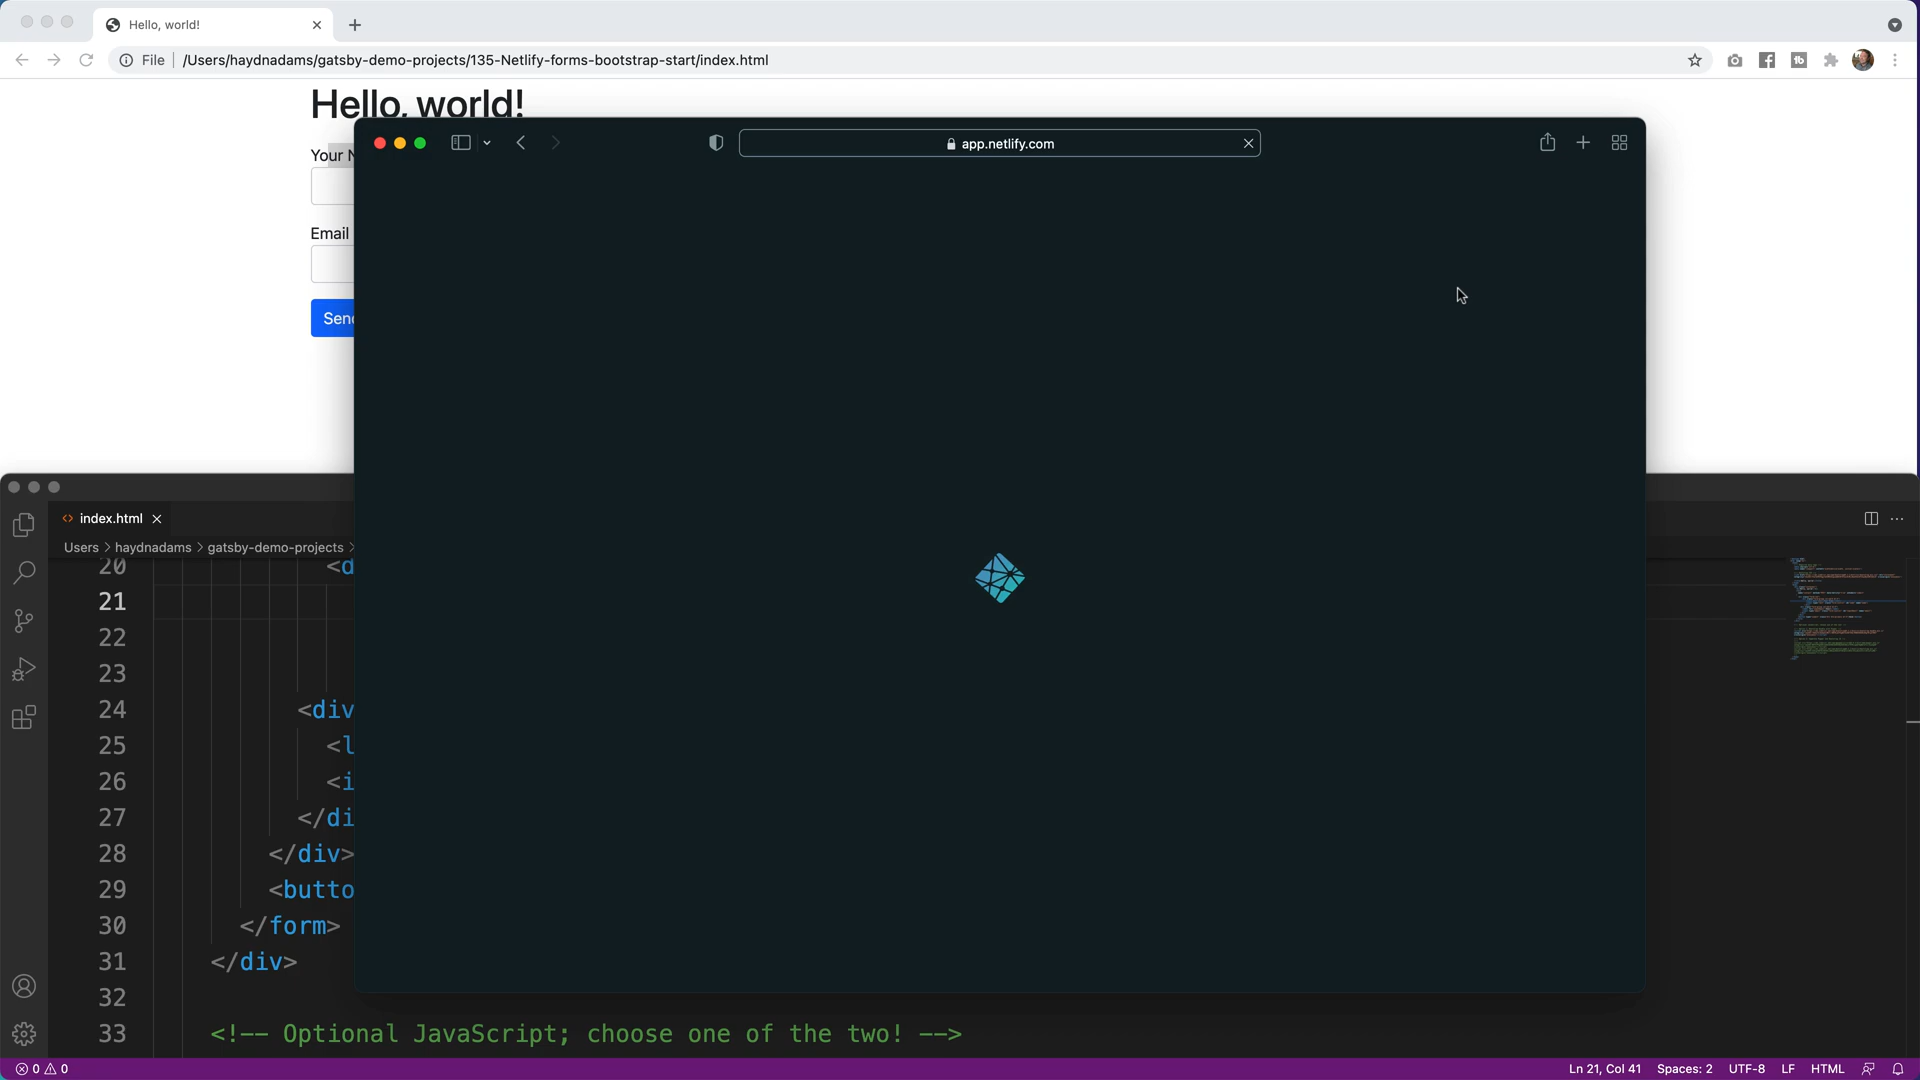 Hello, world!
File
/Users/haydnadams/gatsby-demo-projects/135-Netlify-forms-bootstrap-start/index.html
Hello, world!
Your N
Email
Send
app.netlify.com
index.html
Users > haydnadams > gatsby-demo-projects >
20 <d
21
22
23
24 <div
25 <l
26 <i
27 </di
28 </div>
29 <butto
30 </form>
31 </div>
32
33 <!-- Optional JavaScript; choose one of the two! -->
0 0
Ln 21, Col 41 Spaces: 2 UTF-8 LF HTML